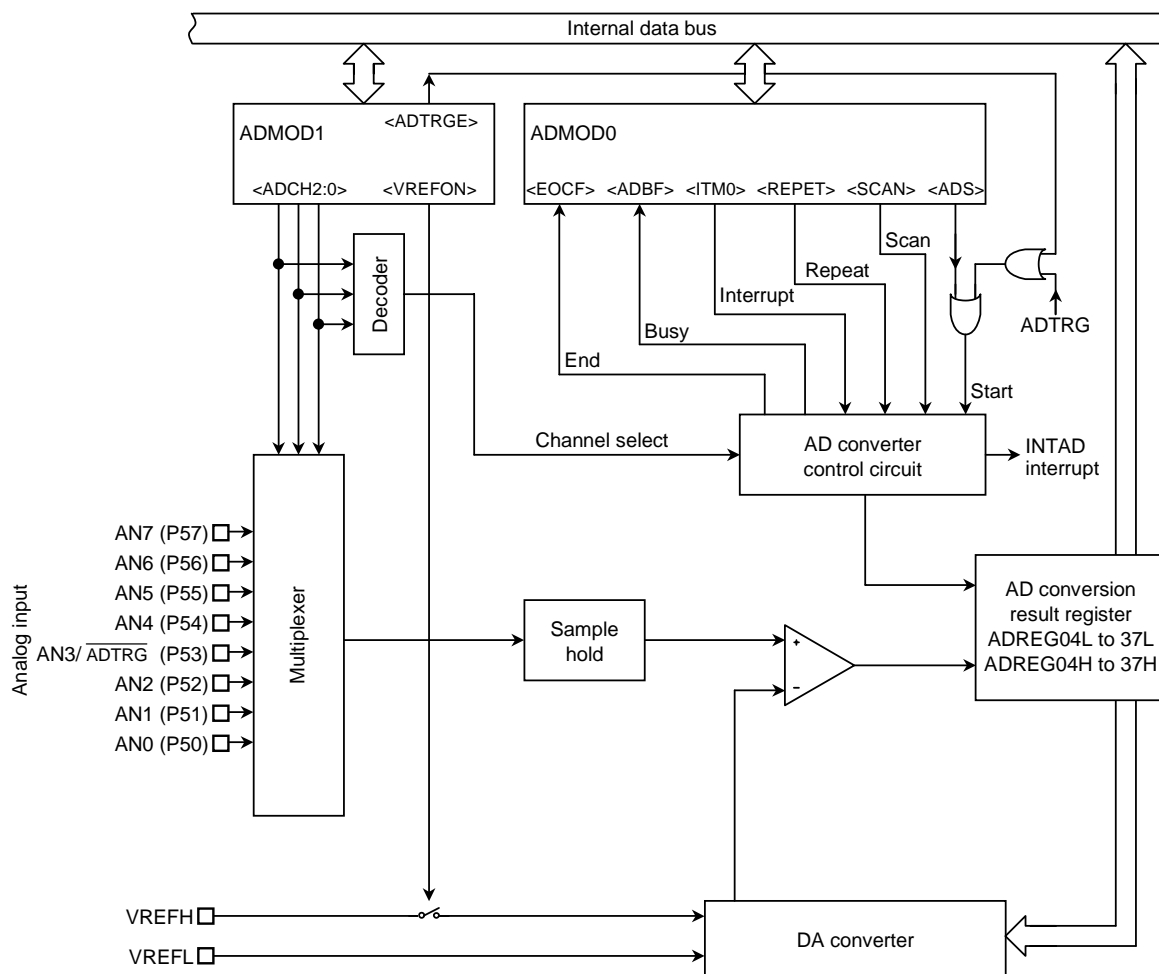 Internal data bus
ADMOD1
<ADTRGE>
<ADCH2:0>
<VREFON>
ADMOD0
<EOCF>
<ADBF>
<ITM0>
<REPET>
<SCAN>
<ADS>
Decoder
Scan
Repeat
Interrupt
Busy
End
ADTRG
Start
Channel select
AD converter
control circuit
INTAD
interrupt
Analog input
AN7 (P57)
AN6 (P56)
AN5 (P55)
AN4 (P54)
AN3/ADTRG (P53)
AN2 (P52)
AN1 (P51)
AN0 (P50)
Multiplexer
Sample
hold
+
−
AD conversion
result register
ADREG04L to 37L
ADREG04H to 37H
VREFH
VREFL
DA converter